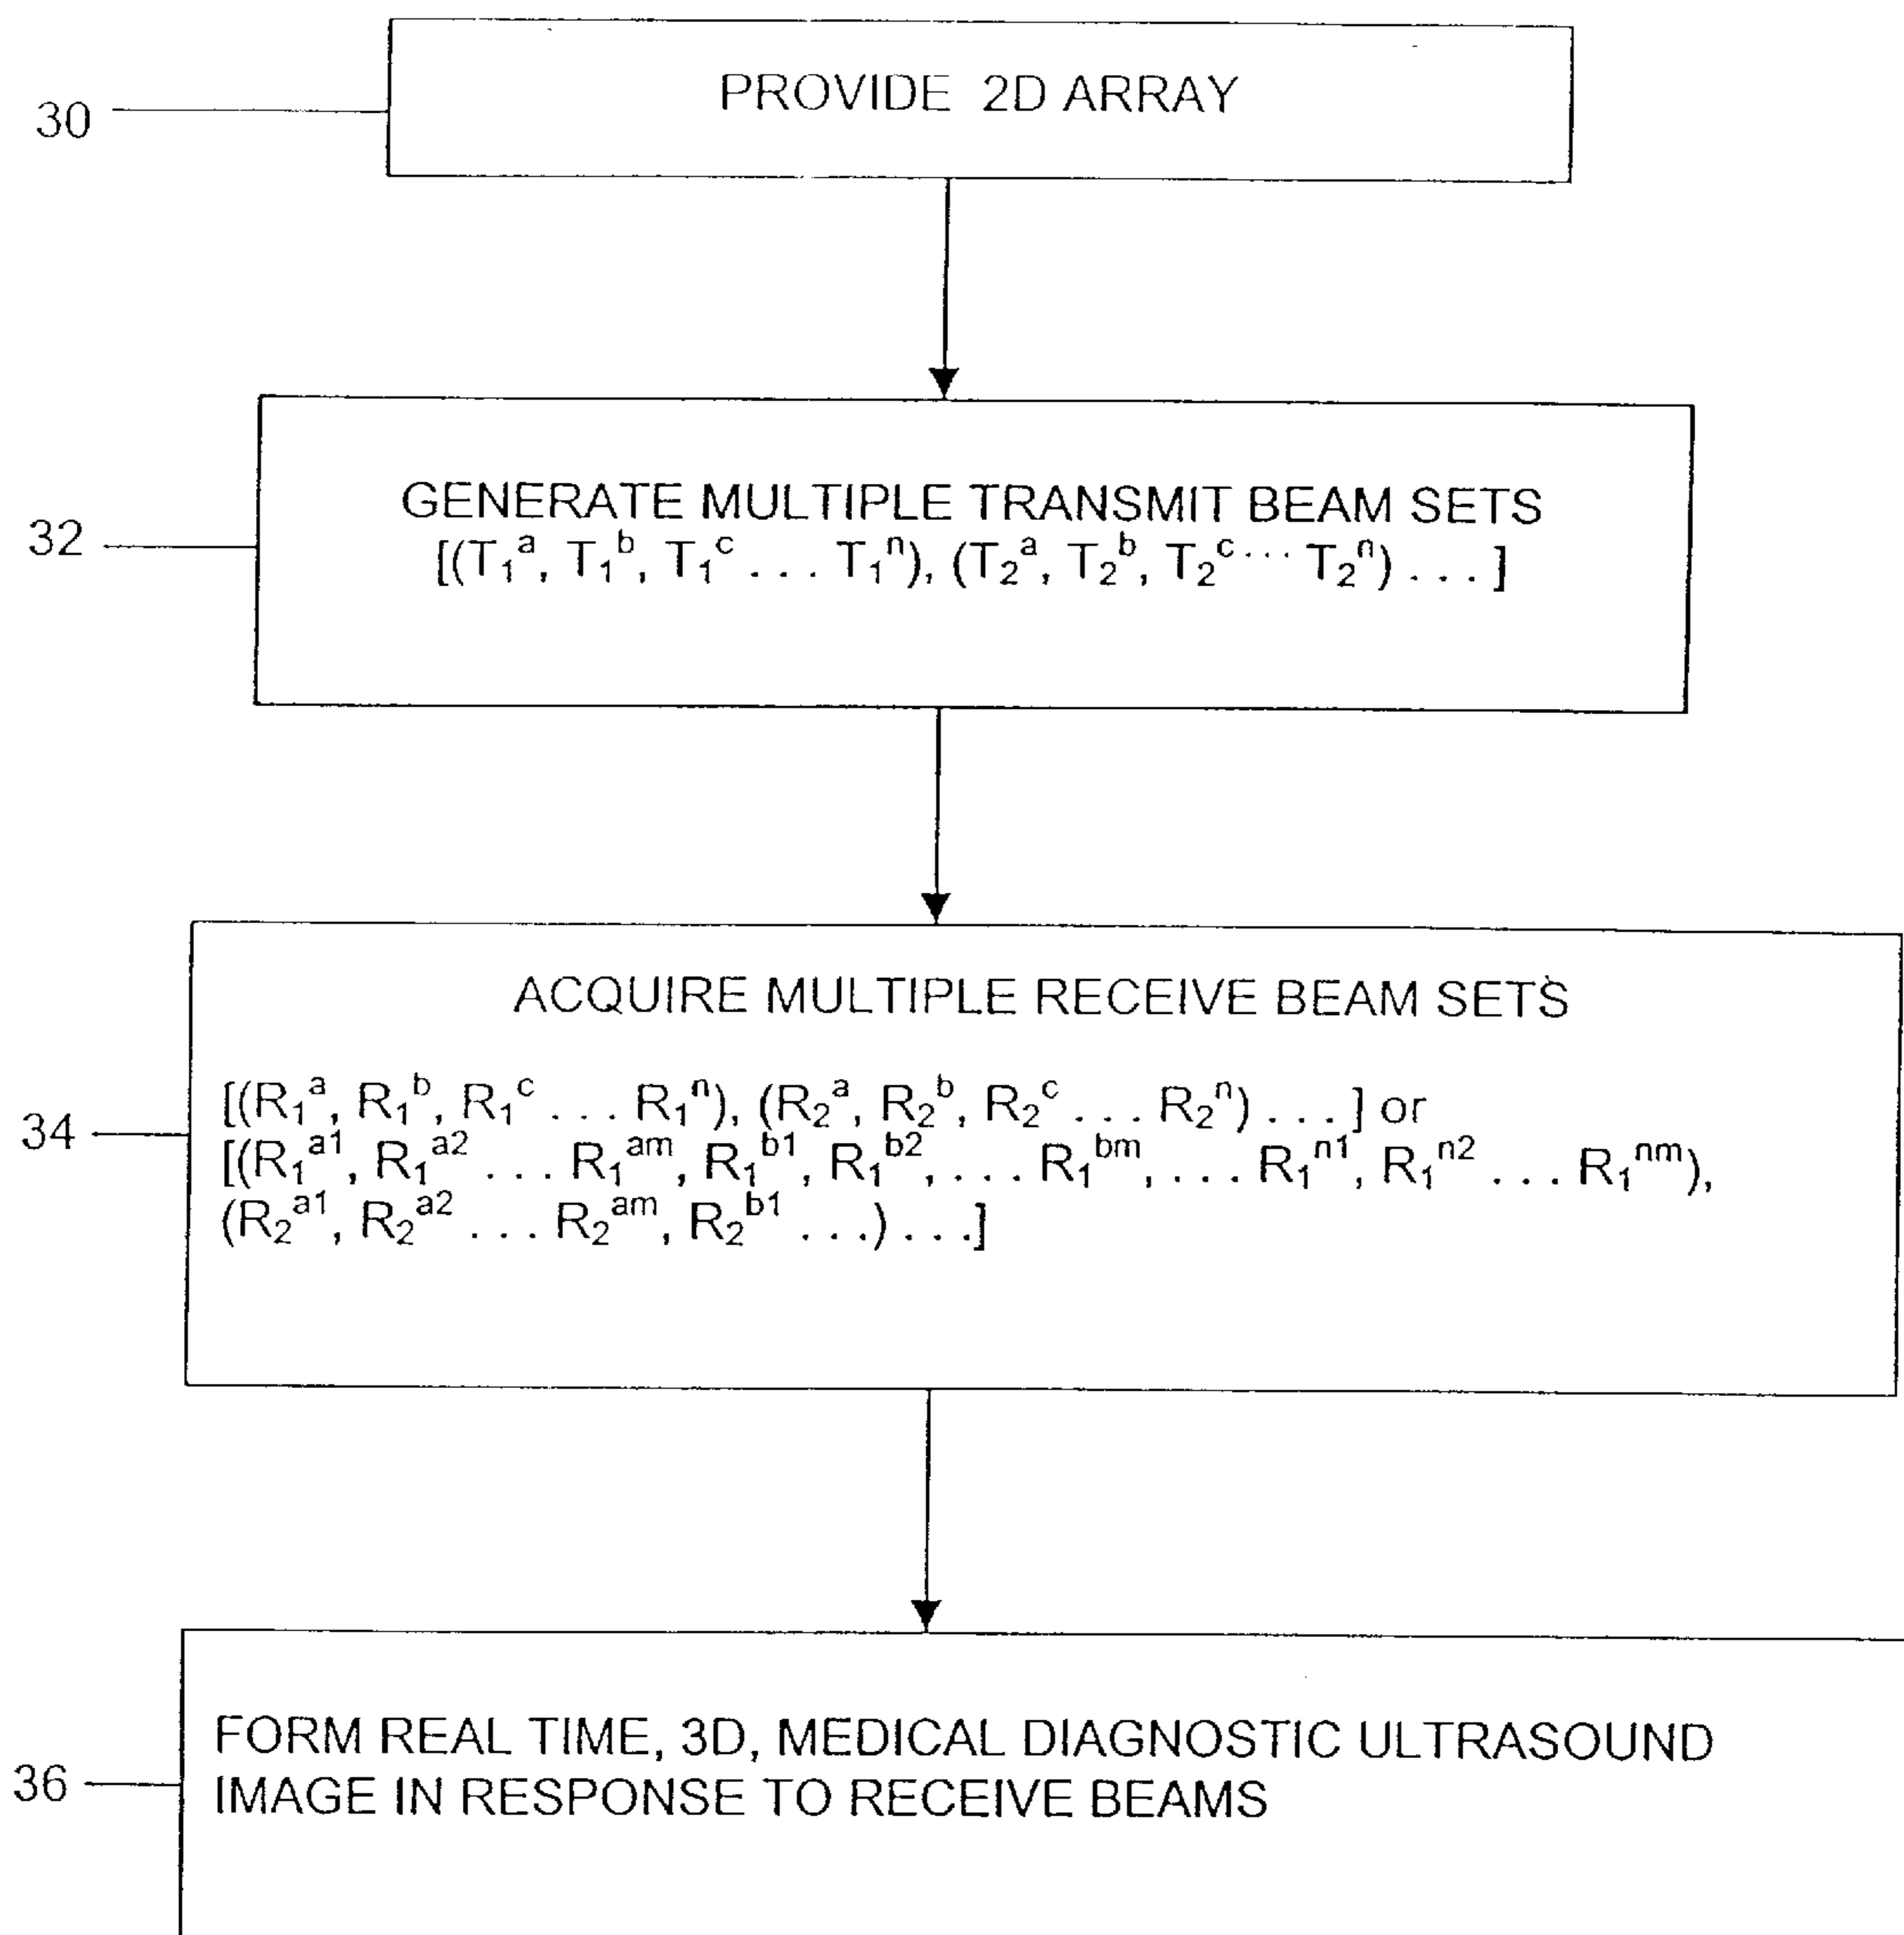 PROVIDE 2D ARRAY
30
GENERATE MULTIPLE TRANSMIT BEAM SETS
32
[(T₁ᵃ, T₁ᵇ, T₁ᶜ . . . T₁ⁿ), (T₂ᵃ, T₂ᵇ, T₂ᶜ . . . T₂ⁿ) . . . ]
ACQUIRE MULTIPLE RECEIVE BEAM SETS
[(R₁ᵃ, R₁ᵇ, R₁ᶜ . . . R₁ⁿ), (R₂ᵃ, R₂ᵇ, R₂ᶜ . . . R₂ⁿ) . . . ] or
34
[(R₁ᵃ¹, R₁ᵃ² . . . R₁ᵃᵐ, R₁ᵇ¹, R₁ᵇ², . . . R₁ᵇᵐ, . . . R₁ⁿ¹, R₁ⁿ² . . . R₁ⁿᵐ),
(R₂ᵃ¹, R₂ᵃ² . . . R₂ᵃᵐ, R₂ᵇ¹ . . .) . . .]
FORM REAL TIME, 3D, MEDICAL DIAGNOSTIC ULTRASOUND
36
IMAGE IN RESPONSE TO RECEIVE BEAMS